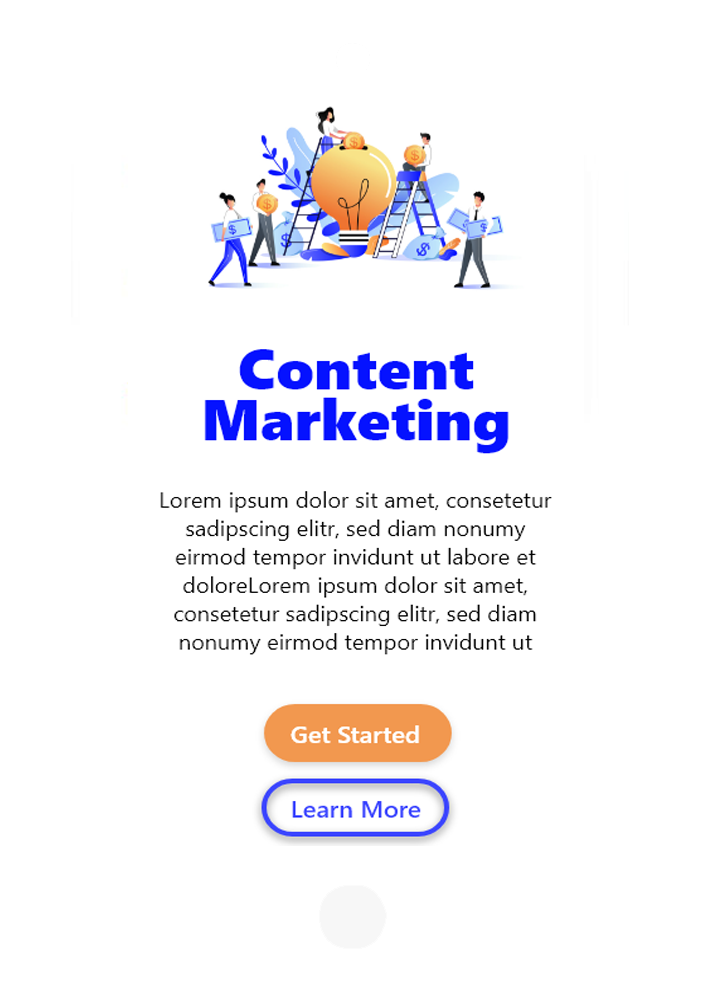 Content
Marketing
Lorem ipsum dolor sit amet, consetetur
sadipscing elitr, sed diam nonumy
eirmod tempor invidunt ut labore et
doloreLorem ipsum dolor sit amet,
consetetur sadipscing elitr, sed diam
nonumy eirmod tempor invidunt ut
Get Started
Learn More